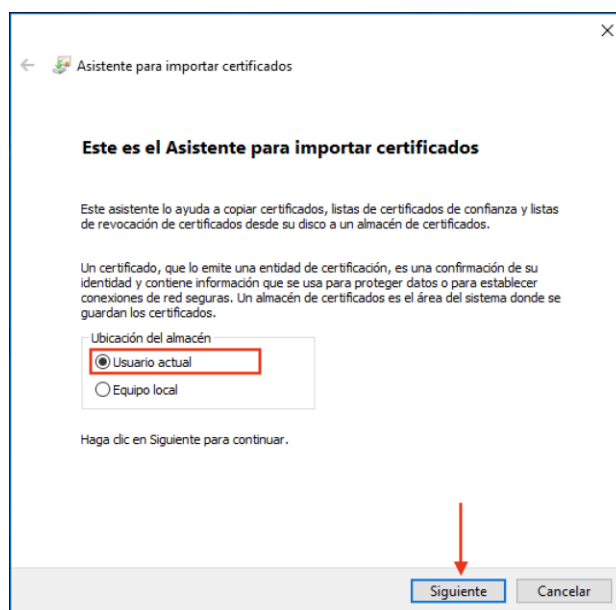 Asistente para importar certificados
Este es el Asistente para importar certificados
Este asistente lo ayuda a copiar certificados, listas de certificados de confianza y listas
de revocación de certificados desde su disco a un almacén de certificados.
Un certificado, que lo emite una entidad de certificación, es una confirmación de su
identidad y contiene información que se usa para proteger datos o para establecer
conexiones de red seguras. Un almacén de certificados es el área del sistema donde se
guardan los certificados.
Ubicación del almacén
Usuario actual
Equipo local
Haga clic en Siguiente para continuar.
Siguiente Cancelar